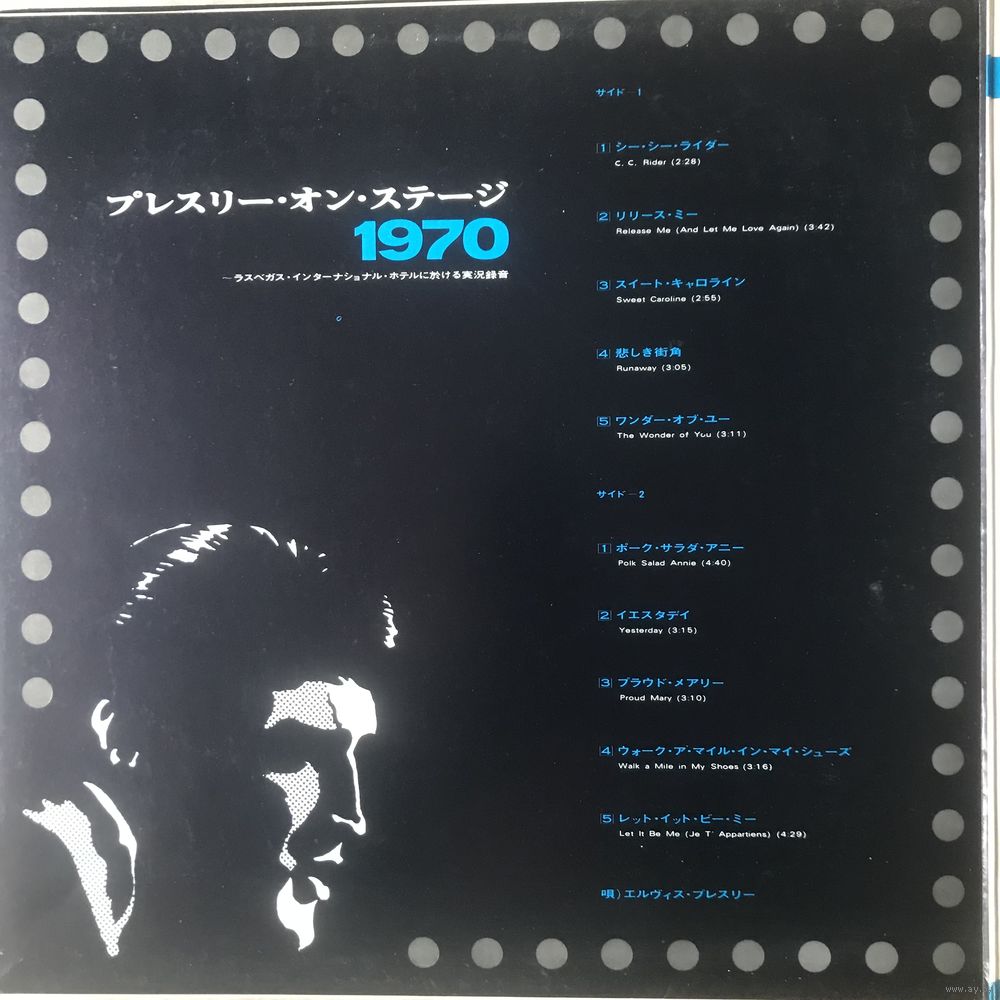 プレスリー・オン・ステージ
1970
～ラスベガス・インターナショナル・ホテルに於ける実況録音
サイド―1
1 シー・シー・ライダー
C. C. Rider (2:28)
2 リリース・ミー
Release Me (And Let Me Love Again) (3:42)
3 スイート・キャロライン
Sweet Caroline (2:55)
4 悲しき街角
Runaway (3:05)
5 ワンダー・オブ・ユー
The Wonder of You (3:11)
サイド―2
1 ポーク・サラダ・アニー
Polk Salad Annie (4:40)
2 イエスタデイ
Yesterday (3:15)
3 プラウド・メアリー
Proud Mary (3:10)
4 ウォーク・ア・マイル・イン・マイ・シューズ
Walk a Mile in My Shoes (3:16)
5 レット・イット・ビー・ミー
Let It Be Me (Je T' Appartiens) (4:29)
唄）エルヴィス・プレスリー